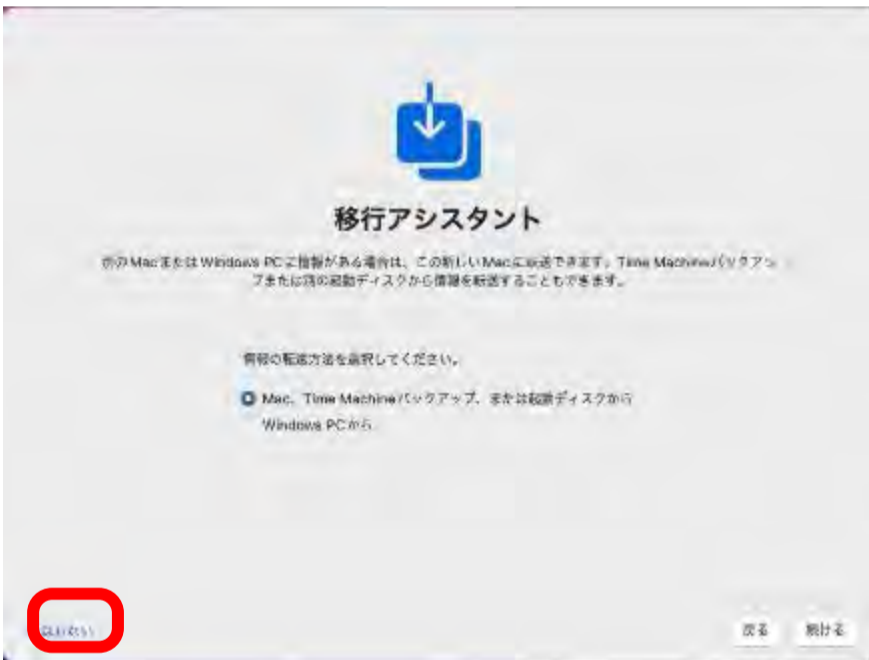 移行アシスタント
別のMacまたはWindows PCに情報がある場合は、この新しいMacに転送できます。Time Machineバックアッ
プまたは別の起動ディスクから情報を転送することもできます。
情報の転送方法を選択してください。
Mac、Time Machineバックアップ、または起動ディスクから
Windows PCから
戻る
続ける